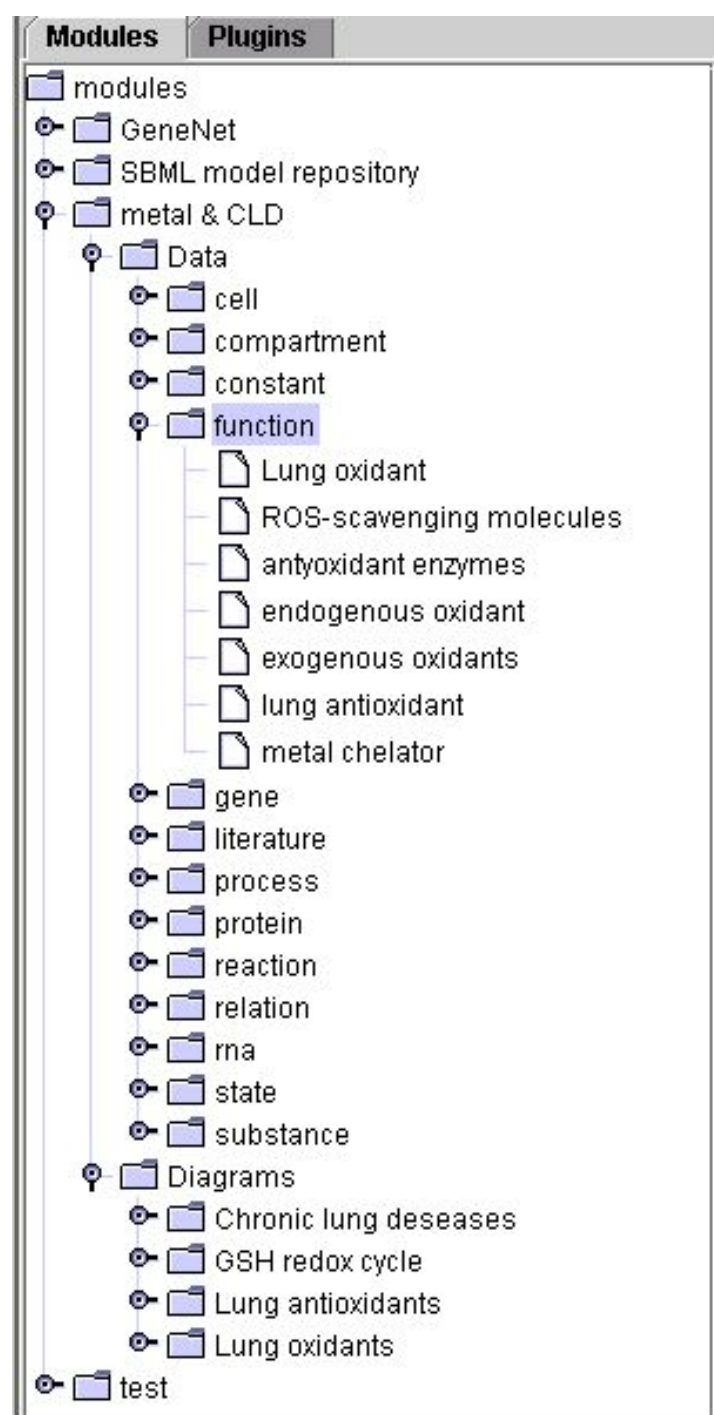 Modules Plugins
modules
GeneNet
SBML model repository
metal & CLD
Data
cell
compartment
constant
function
Lung oxidant
ROS-scavenging molecules
antyoxidant enzymes
endogenous oxidant
exogenous oxidants
lung antioxidant
metal chelator
gene
literature
process
protein
reaction
relation
rna
state
substance
Diagrams
Chronic lung deseases
GSH redox cycle
Lung antioxidants
Lung oxidants
test